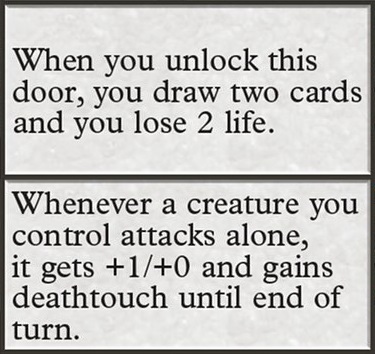 When you unlock this
door, you draw two cards
and you lose 2 life.
Whenever a creature you
control attacks alone,
it gets +1/+0 and gains
deathtouch until end of
turn.